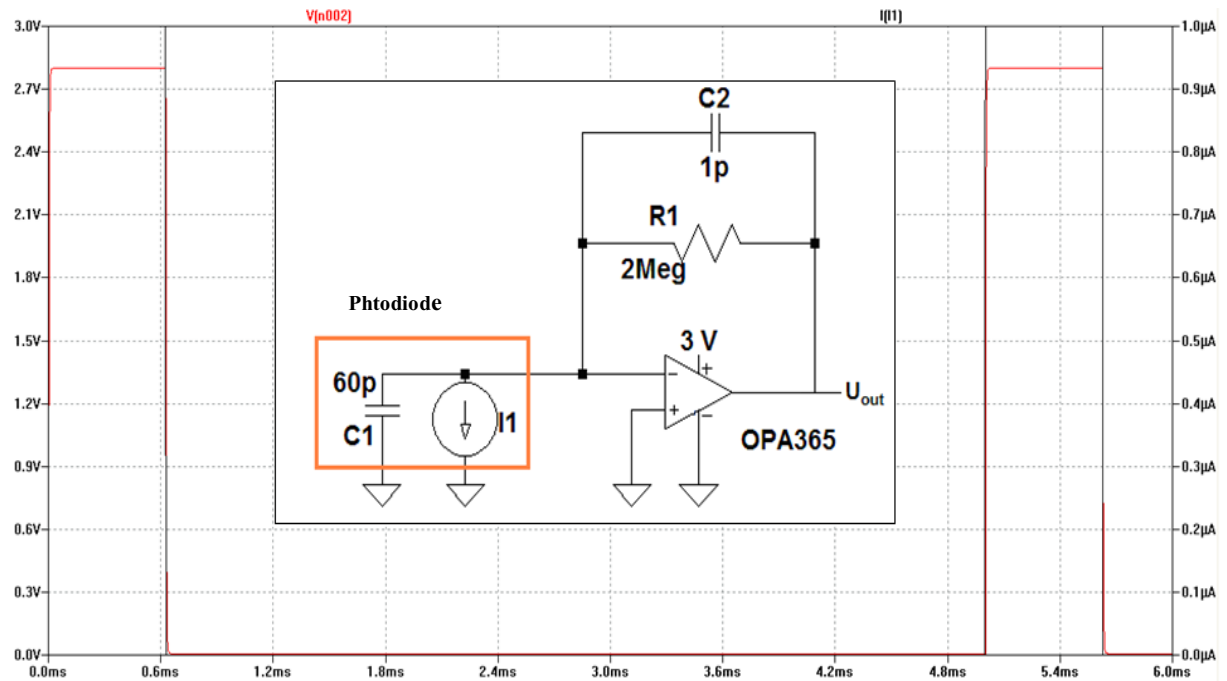 V(n002) I(I1)
3.0V 1.0µA
2.7V 0.9µA
2.4V 0.8µA
2.1V 0.7µA
1.8V 0.6µA
1.5V 0.5µA
1.2V 0.4µA
0.9V 0.3µA
0.6V 0.2µA
0.3V 0.1µA
0.0V 0.0µA
0.0ms 0.6ms 1.2ms 1.8ms 2.4ms 3.0ms 3.6ms 4.2ms 4.8ms 5.4ms 6.0ms
C2
1p
R1
2Meg
Phtodiode
60p
C1
I1
3 V
+
−
−
+
U_out
OPA365